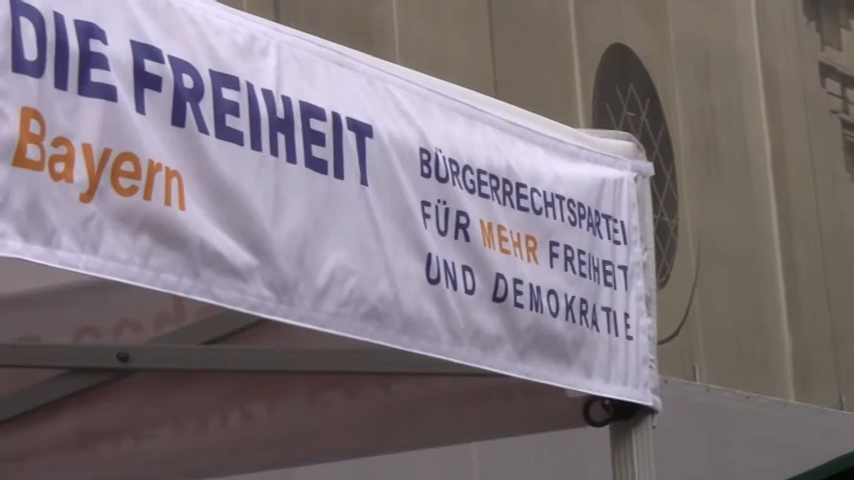 DIE FREIHEIT
Bayern
BÜRGERRECHTSPARTEI
FÜR MEHR FREIHEIT
UND DEMOKRATIE